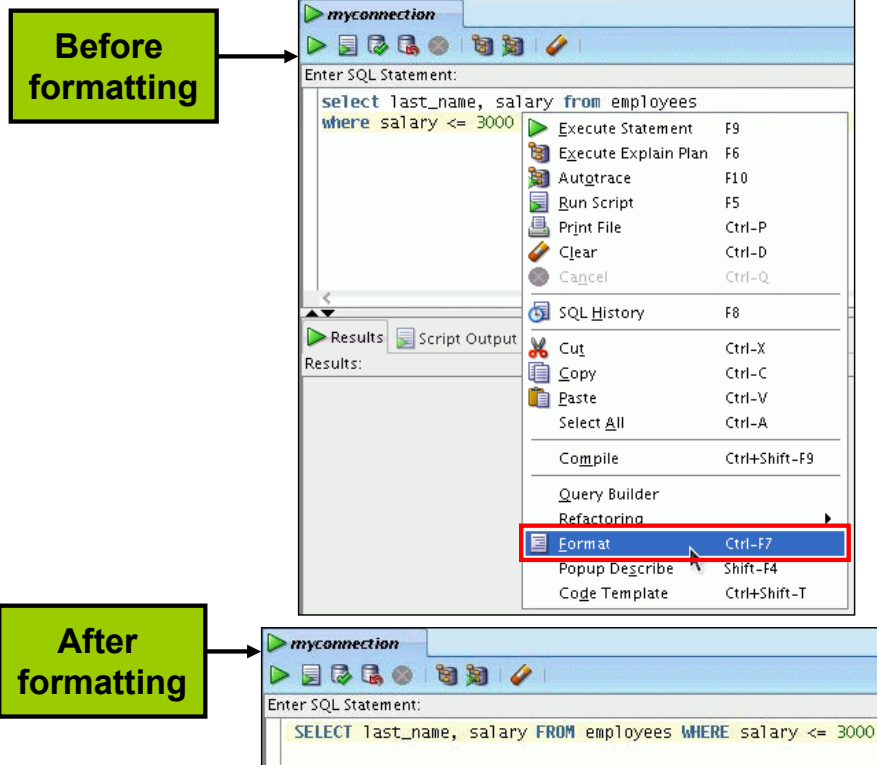 Before
formatting
myconnection
Enter SQL Statement:
select last_name, salary from employees
where salary <= 3000
Execute Statement F9
Execute Explain Plan F6
Autotrace F10
Run Script F5
Print File Ctrl-P
Clear Ctrl-D
Cancel Ctrl-Q
SQL History F8
Cut Ctrl-X
Copy Ctrl-C
Paste Ctrl-V
Select All Ctrl-A
Compile Ctrl+Shift-F9
Query Builder
Refactoring
Format Ctrl-F7
Popup Describe Shift-F4
Code Template Ctrl+Shift-T
Results Script Output
Results:
After
formatting
myconnection
Enter SQL Statement:
SELECT last_name, salary FROM employees WHERE salary <= 3000